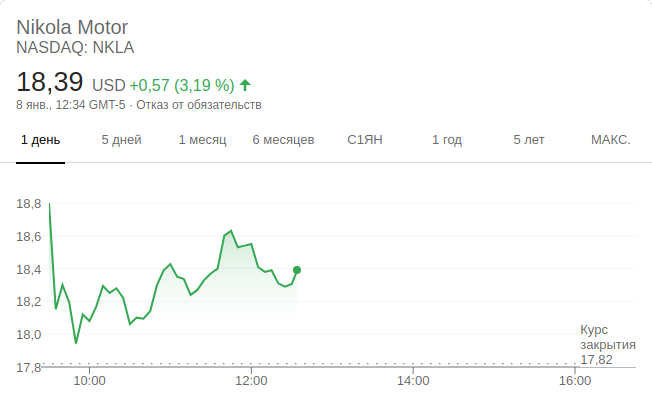 Nikola Motor
NASDAQ: NKLA
18,39 USD +0,57 (3,19 %)
8 янв., 12:34 GMT-5 · Отказ от обязательств
1 день 5 дней 1 месяц 6 месяцев С1ЯН 1 год 5 лет МАКС.
18,8
18,6
18,4
18,2
18,0
Курс
закрытия
17,82
17,8
10:00 12:00 14:00 16:00